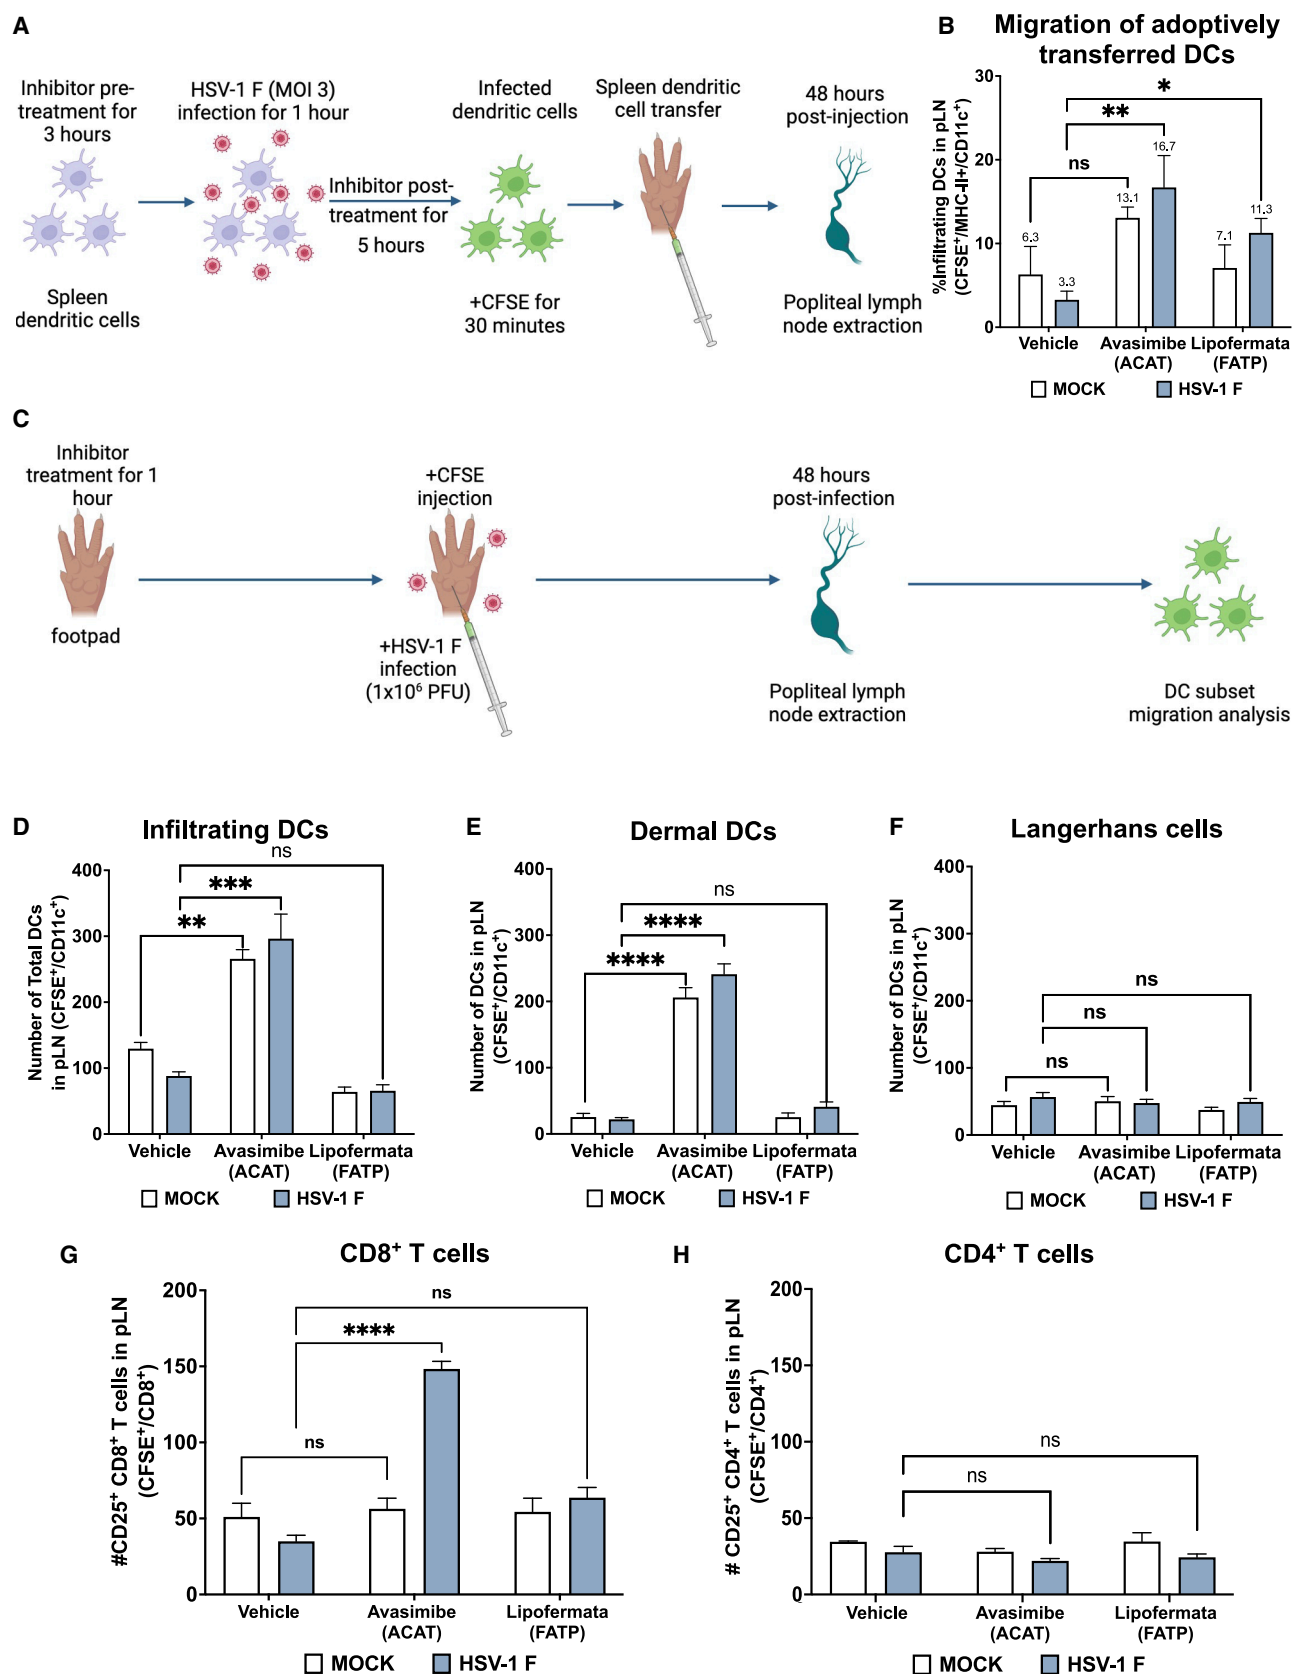 A
Inhibitor pre-
treatment for
3 hours
HSV-1 F (MOI 3)
infection for 1 hour
Inhibitor post-
treatment for
5 hours
Infected
dendritic cells
Spleen dendritic
cell transfer
48 hours
post-injection
Spleen
dendritic cells
+CFSE for
30 minutes
Popliteal lymph
node extraction
B
Migration of adoptively
transferred DCs
%Infiltrating DCs in pLN
(CFSE⁺/MHC-II+/CD11c⁺)
30
20
10
0
*
**
ns
6.3
3.3
13.1
16.7
7.1
11.3
Vehicle
Avasimibe
(ACAT)
Lipofermata
(FATP)
MOCK
HSV-1 F
C
Inhibitor
treatment for 1
hour
footpad
+CFSE
injection
+HSV-1 F
infection
(1x10⁶ PFU)
48 hours
post-infection
Popliteal lymph
node extraction
DC subset
migration analysis
D
Infiltrating DCs
Number of Total DCs
in pLN (CFSE⁺/CD11c⁺)
400
300
200
100
0
ns
***
**
Vehicle
Avasimibe
(ACAT)
Lipofermata
(FATP)
MOCK
HSV-1 F
E
Dermal DCs
Number of DCs in pLN
(CFSE⁺/CD11c⁺)
400
300
200
100
0
ns
****
****
Vehicle
Avasimibe
(ACAT)
Lipofermata
(FATP)
MOCK
HSV-1 F
F
Langerhans cells
Number of DCs in pLN
(CFSE⁺/CD11c⁺)
400
300
200
100
0
ns
ns
ns
Vehicle
Avasimibe
(ACAT)
Lipofermata
(FATP)
MOCK
HSV-1 F
G
CD8⁺ T cells
#CD25⁺ CD8⁺ T cells in pLN
(CFSE⁺/CD8⁺)
200
150
100
50
0
ns
****
ns
Vehicle
Avasimibe
(ACAT)
Lipofermata
(FATP)
MOCK
HSV-1 F
H
CD4⁺ T cells
# CD25⁺ CD4⁺ T cells in pLN
(CFSE⁺/CD4⁺)
200
150
100
50
0
ns
ns
Vehicle
Avasimibe
(ACAT)
Lipofermata
(FATP)
MOCK
HSV-1 F